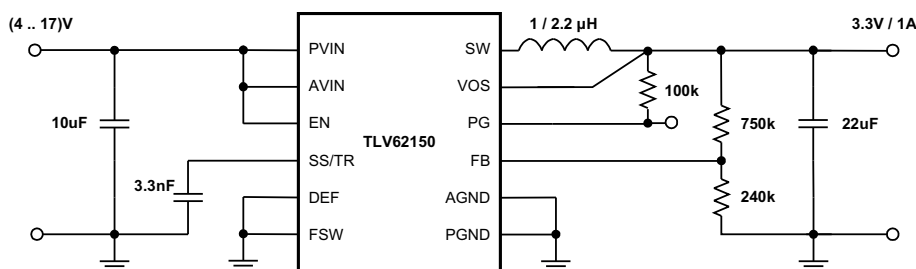 (4 .. 17)V
1 / 2.2 µH
3.3V / 1A
PVIN
SW
AVIN
VOS
100k
10uF
EN
PG
750k
22uF
TLV62150
SS/TR
FB
3.3nF
DEF
AGND
240k
FSW
PGND